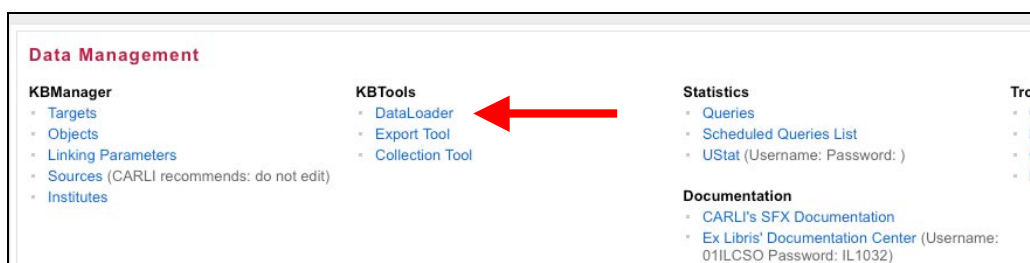 Data Management
KBManager
Targets
Objects
Linking Parameters
Sources (CARLI recommends: do not edit)
Institutes
KBTools
DataLoader
Export Tool
Collection Tool
Statistics
Queries
Scheduled Queries List
UStat (Username: Password: )
Documentation
CARLI's SFX Documentation
Ex Libris' Documentation Center (Username:
01ILCSO Password: IL1032)